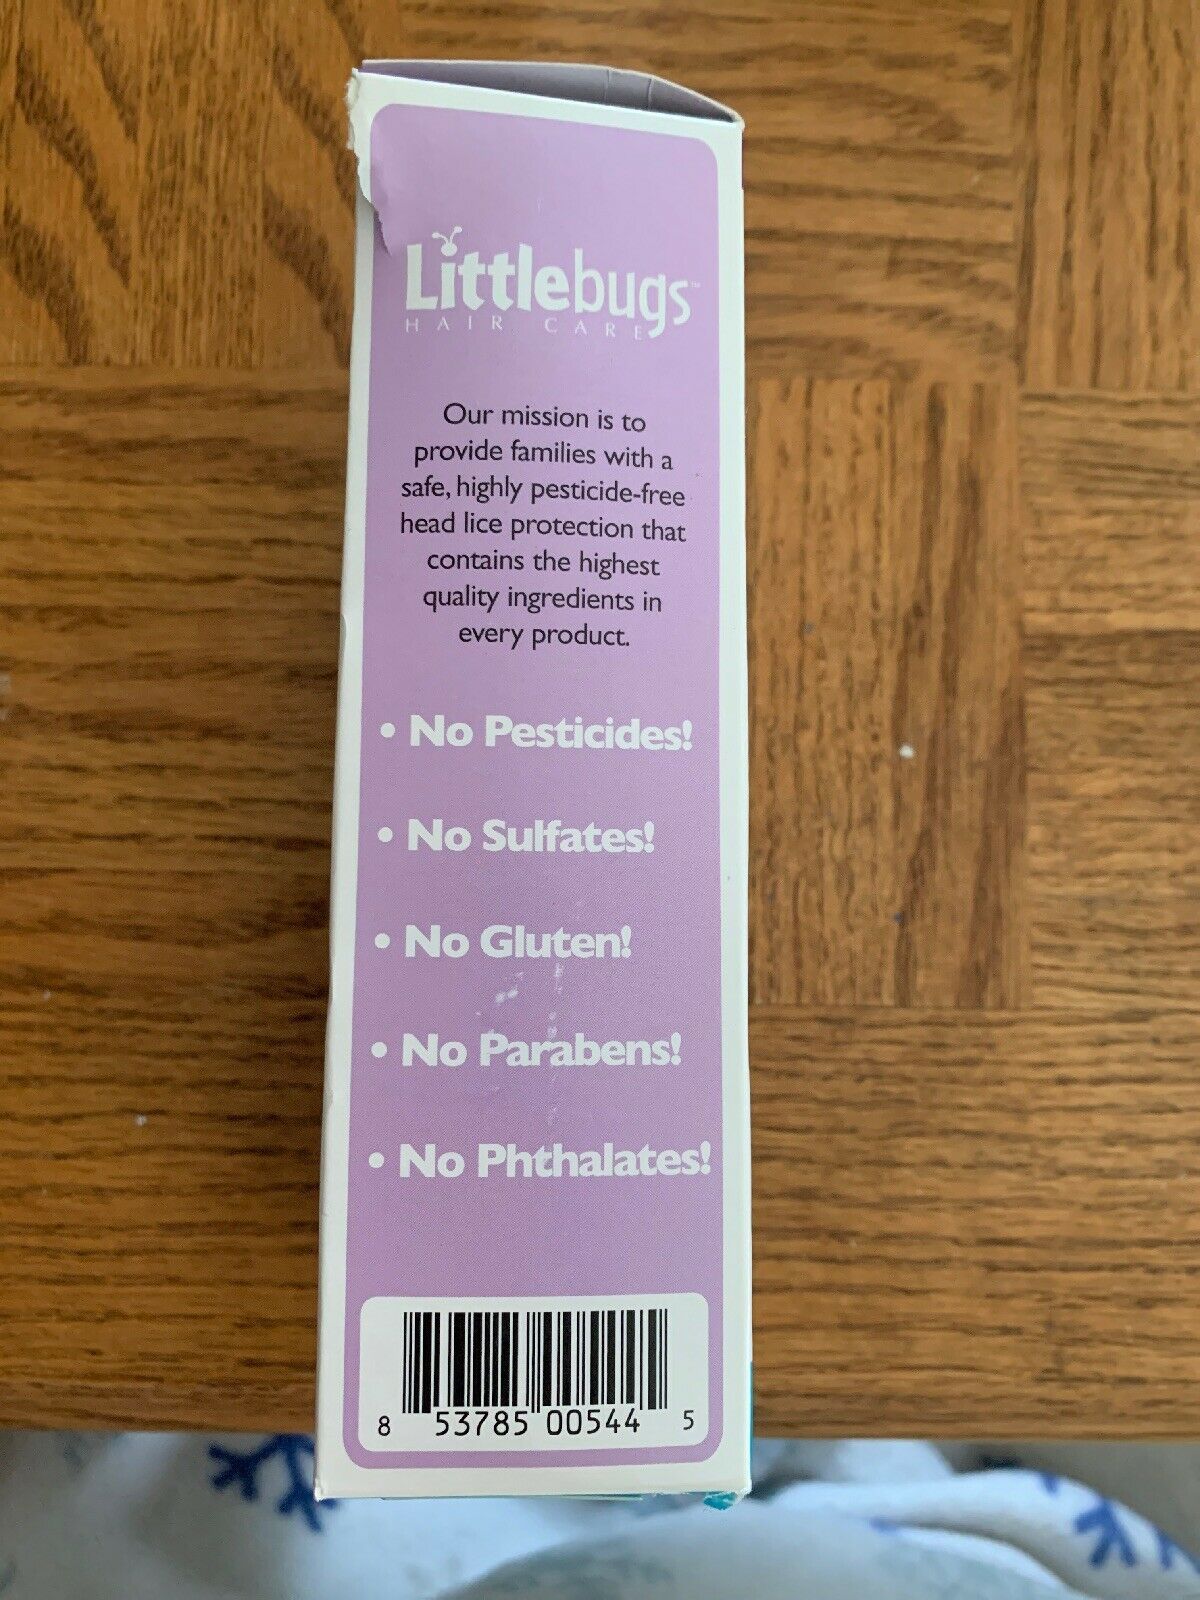 Littlebugs™
HAIR CARE
Our mission is to
provide families with a
safe, highly pesticide-free
head lice protection that
contains the highest
quality ingredients in
every product.
• No Pesticides!
• No Sulfates!
• No Gluten!
• No Parabens!
• No Phthalates!
8 53785 00544 5